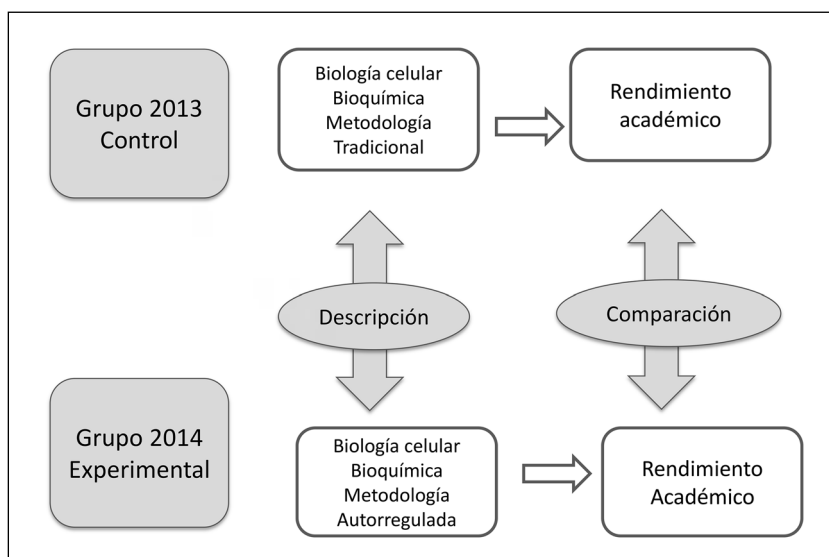 Grupo 2013
Control
Biología celular
Bioquímica
Metodología
Tradicional
Rendimiento
académico
Descripción
Comparación
Grupo 2014
Experimental
Biología celular
Bioquímica
Metodología
Autorregulada
Rendimiento
Académico